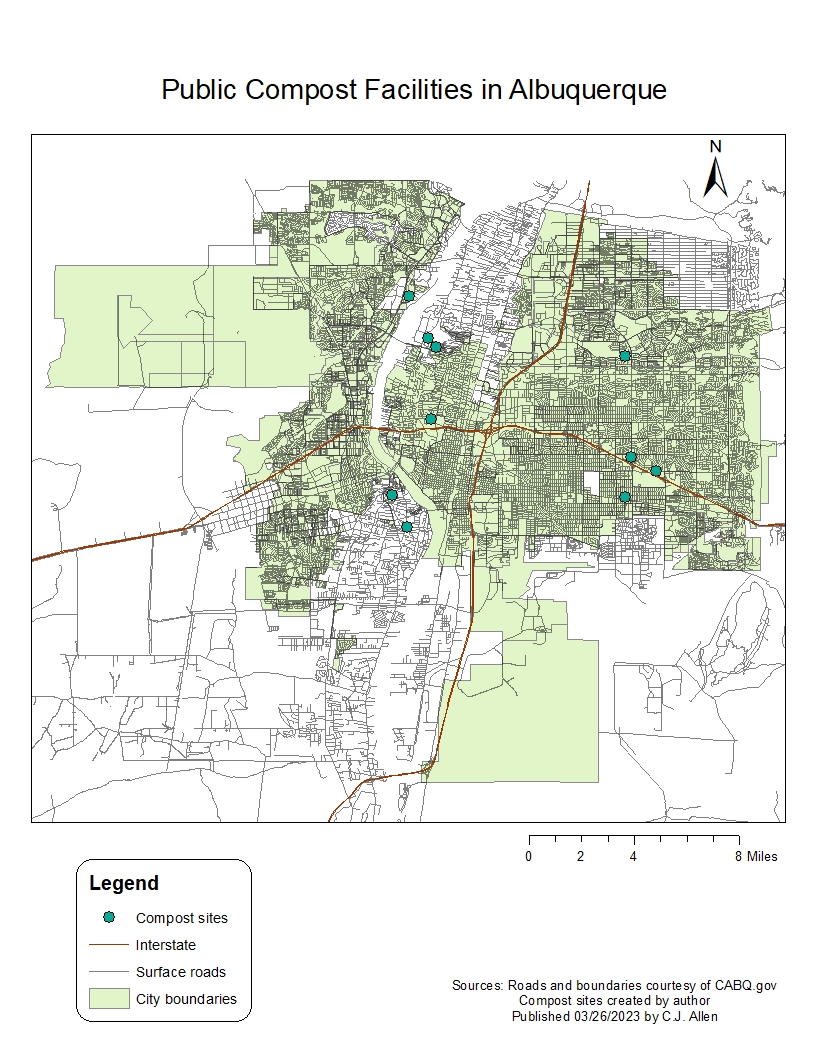 Public Compost Facilities in Albuquerque
N
0 2 4 8 Miles
Legend
Compost sites
Interstate
Surface roads
City boundaries
Sources: Roads and boundaries courtesy of CABQ.gov
Compost sites created by author
Published 03/26/2023 by C.J. Allen